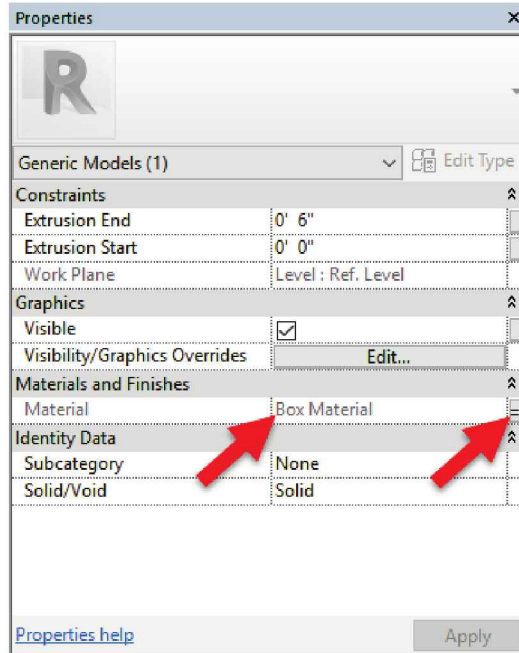 Properties
R
Generic Models (1) Edit Type
Constraints
Extrusion End 0' 6"
Extrusion Start 0' 0"
Work Plane Level : Ref. Level
Graphics
Visible
Visibility/Graphics Overrides Edit...
Materials and Finishes
Material Box Material
Identity Data
Subcategory None
Solid/Void Solid
Properties help Apply